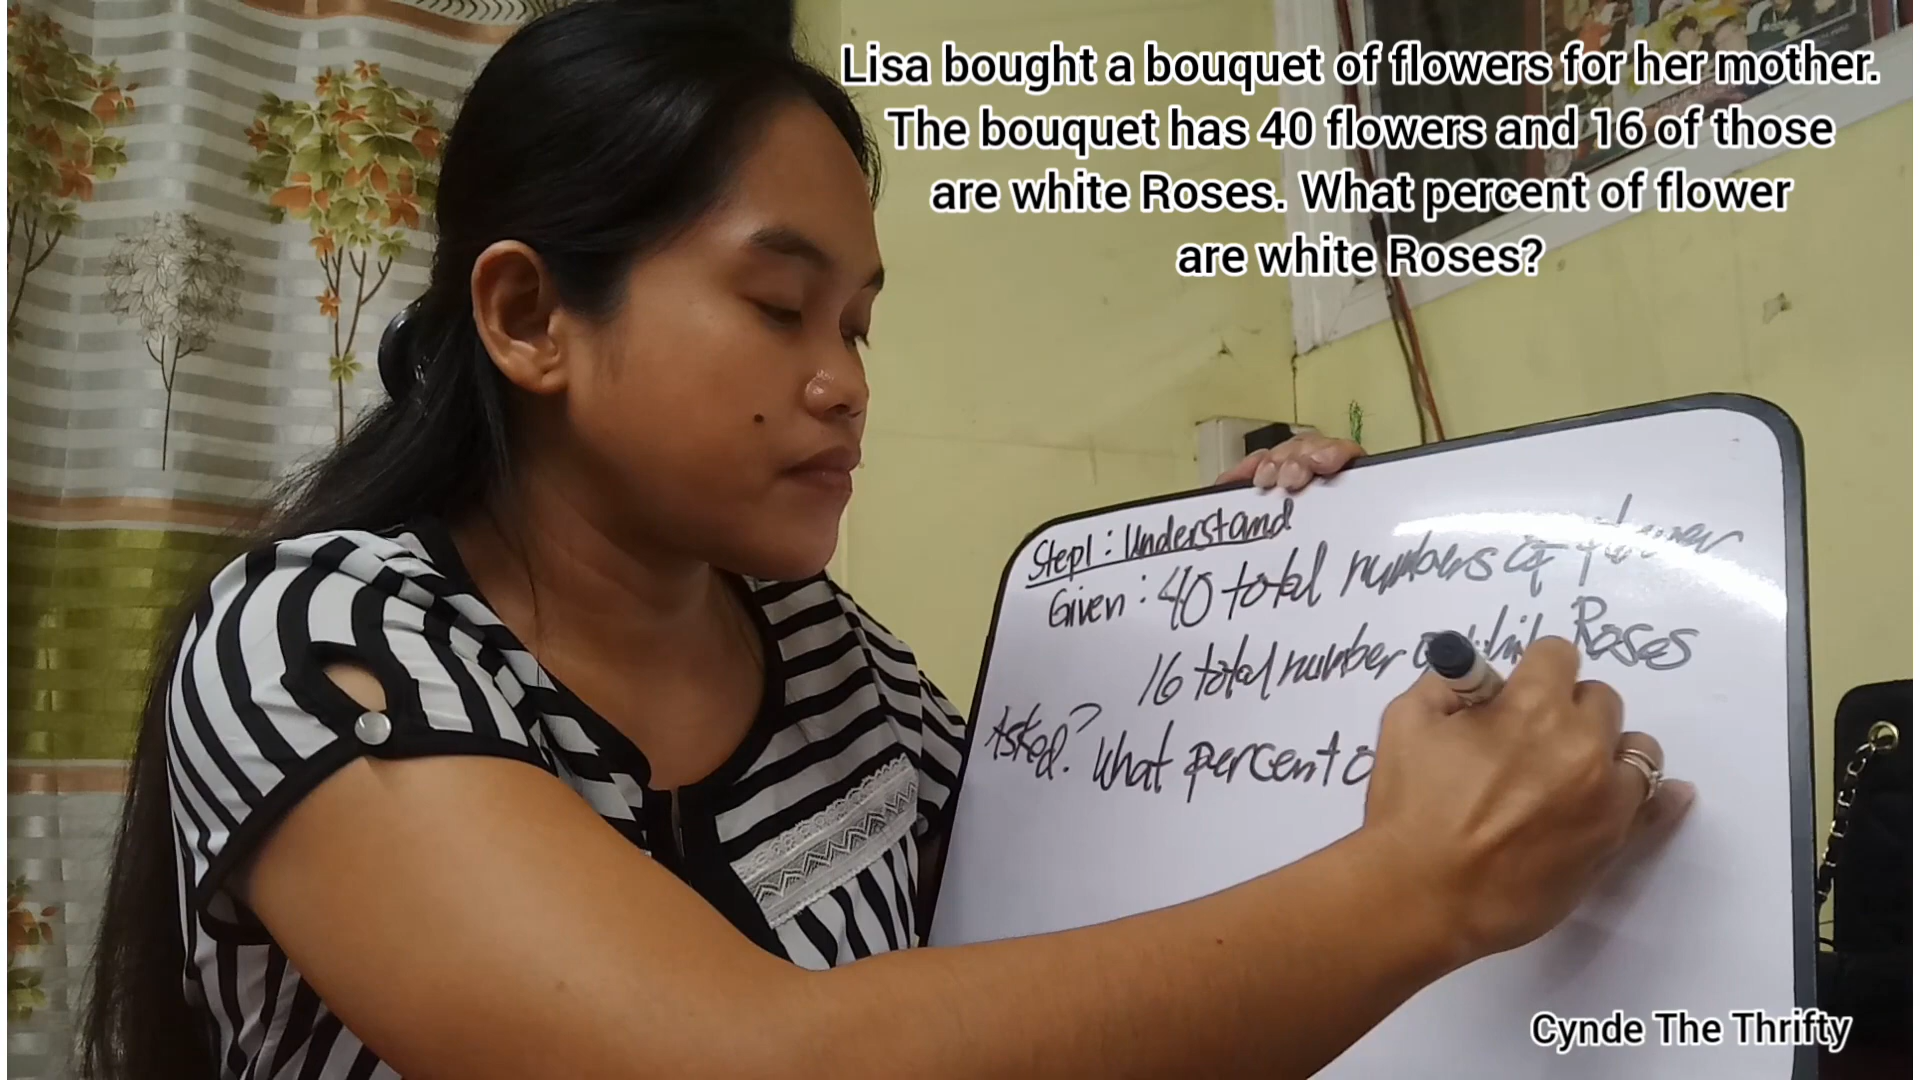 Lisa bought a bouquet of flowers for her mother.
The bouquet has 40 flowers and 16 of those
are white Roses. What percent of flower
are white Roses?
Step1 : Understand
Given : 40 total numbers of flower
16 total number Roses
Asked? What percent
Cynde The Thrifty